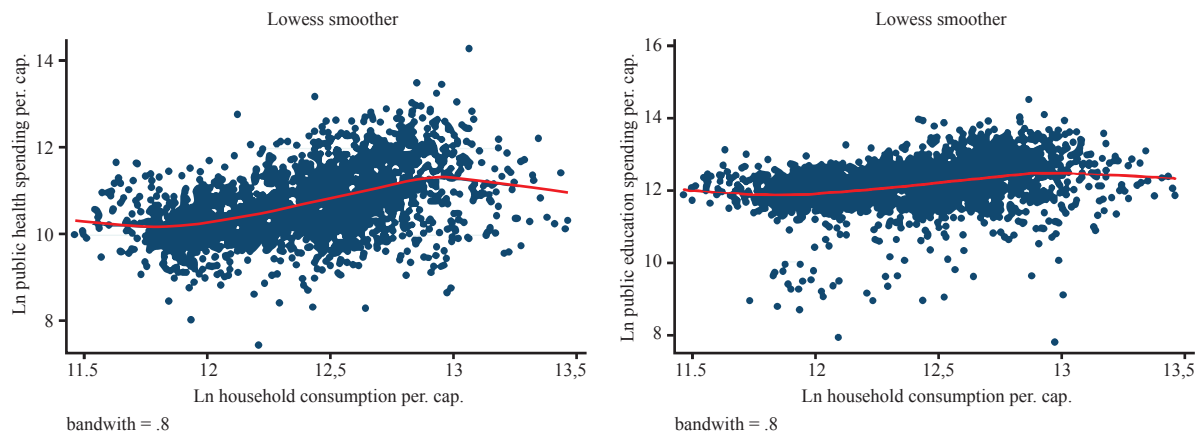 Lowess smoother
Ln public health spending per. cap.
14
12
10
8
11.5 12 12,5 13 13,5
Ln household consumption per. cap.
bandwith = .8
Lowess smoother
Ln public education spending per. cap.
16
14
12
10
8
11.5 12 12,5 13 13,5
Ln household consumption per. cap.
bandwith = .8